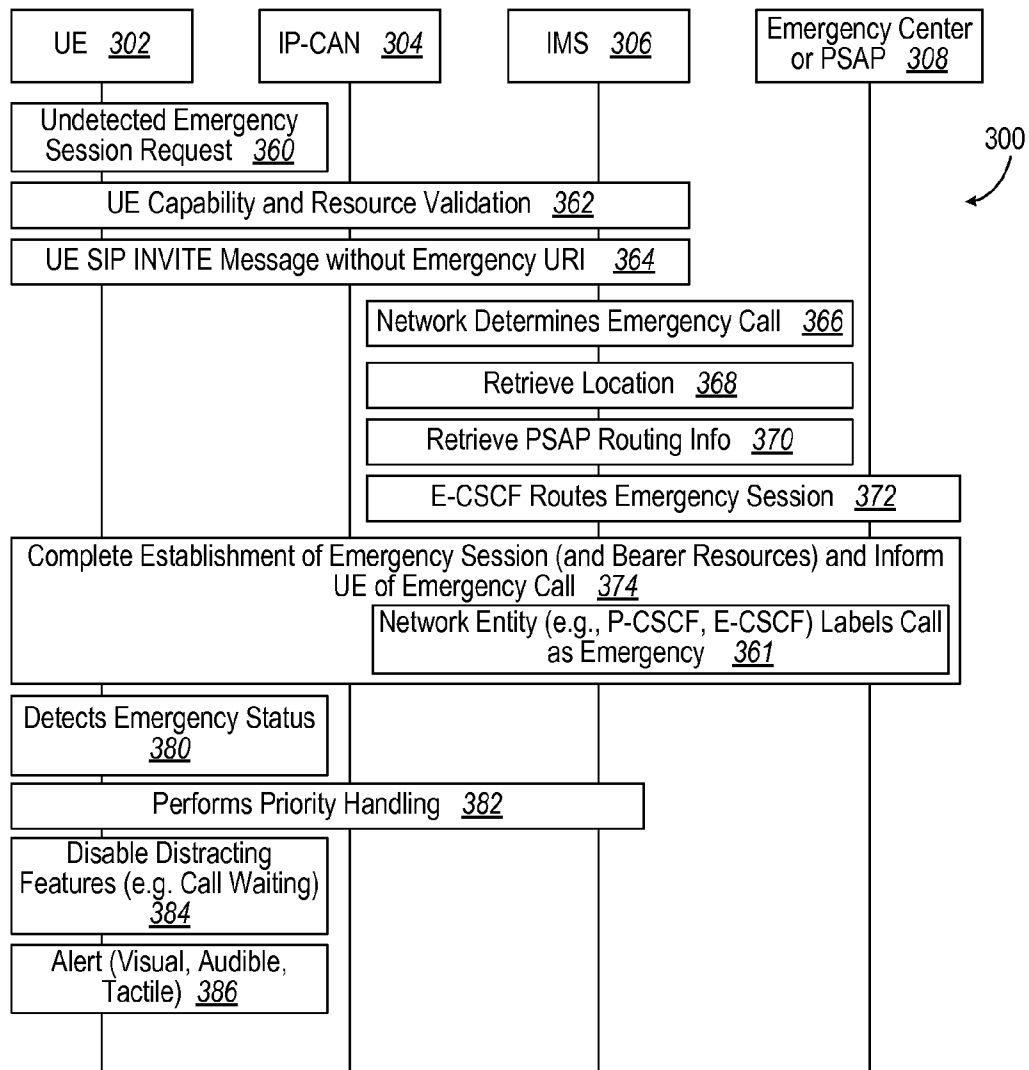 UE 302
IP-CAN 304
IMS 306
Emergency Center
or PSAP 308
Undetected Emergency
Session Request 360
300
UE Capability and Resource Validation 362
UE SIP INVITE Message without Emergency URI 364
Network Determines Emergency Call 366
Retrieve Location 368
Retrieve PSAP Routing Info 370
E-CSCF Routes Emergency Session 372
Complete Establishment of Emergency Session (and Bearer Resources) and Inform
UE of Emergency Call 374
Network Entity (e.g., P-CSCF, E-CSCF) Labels Call
as Emergency 361
Detects Emergency Status
380
Performs Priority Handling 382
Disable Distracting
Features (e.g. Call Waiting)
384
Alert (Visual, Audible,
Tactile) 386